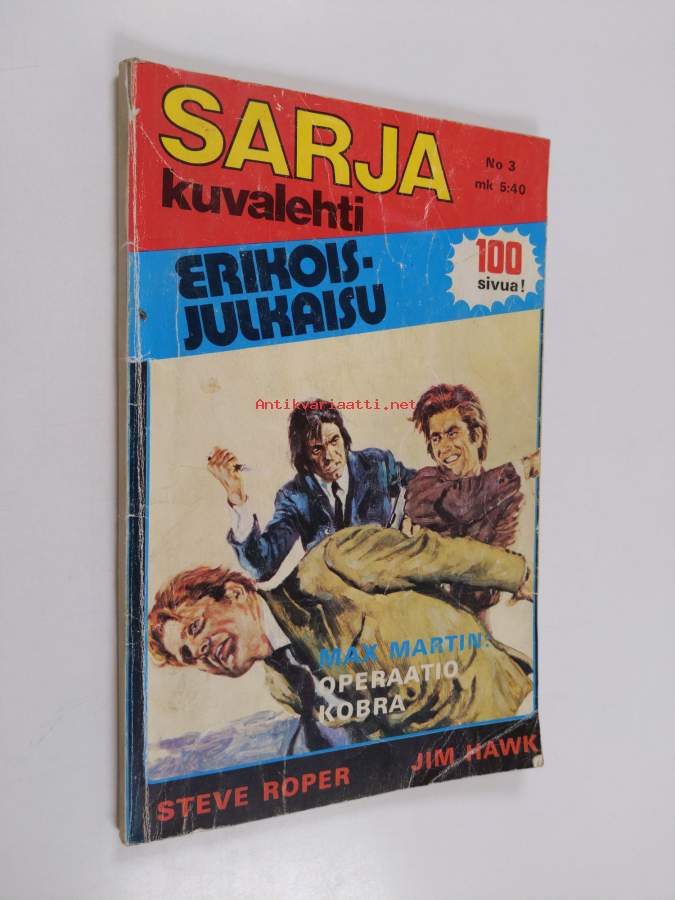 SARJA
kuvalehti
No 3
mk 5:40
ERIKOIS-
JULKAISU
100
sivua!
Antikvariaatti.net
MAX MARTIN:
OPERAATIO
KOBRA
STEVE ROPER
JIM HAWK